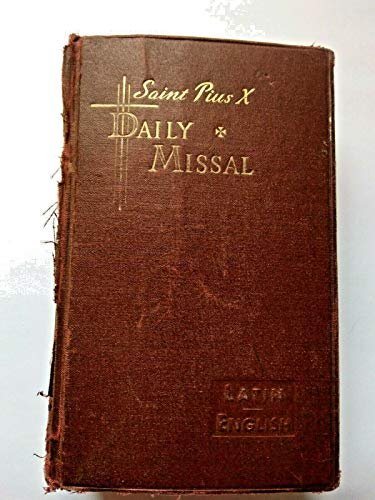 Saint Pius X
DAILY ✠
MISSAL
LATIN
ENGLISH